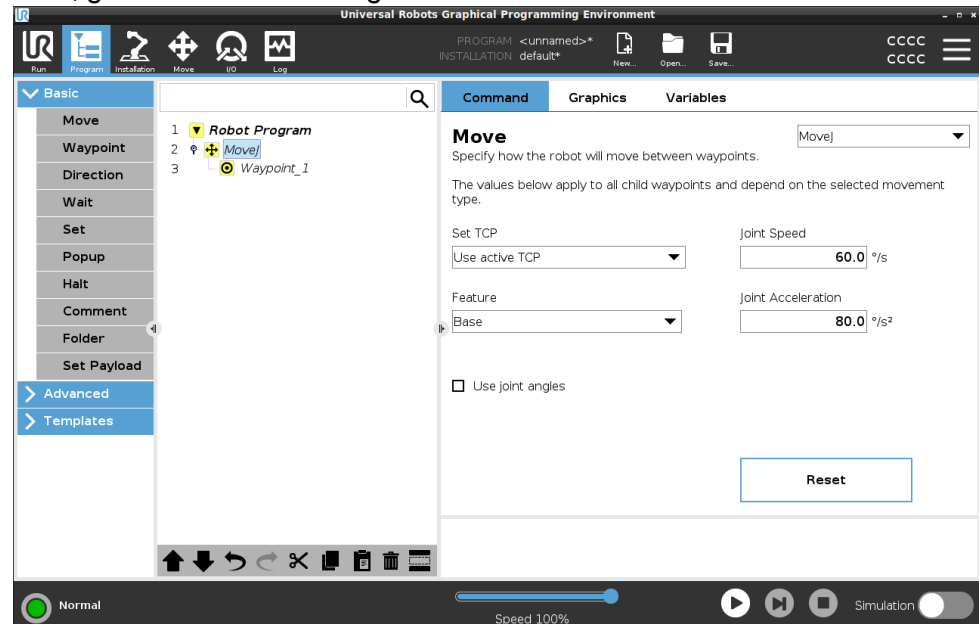 Universal Robots Graphical Programming Environment
UR
Run
Program
Installation
Move
I/O
Log
PROGRAM <unnamed>*
INSTALLATION default*
New...
Open...
Save...
CCCC
CCCC
Basic
Move
Waypoint
Direction
Wait
Set
Popup
Halt
Comment
Folder
Set Payload
Advanced
Templates
1 Robot Program
2 MoveJ
3 Waypoint_1
Command Graphics Variables
Move
MoveJ
Specify how the robot will move between waypoints.
The values below apply to all child waypoints and depend on the selected movement
type.
Set TCP
Joint Speed
Use active TCP
60.0 °/s
Feature
Joint Acceleration
Base
80.0 °/s²
Use joint angles
Reset
Normal
Speed 100%
Simulation